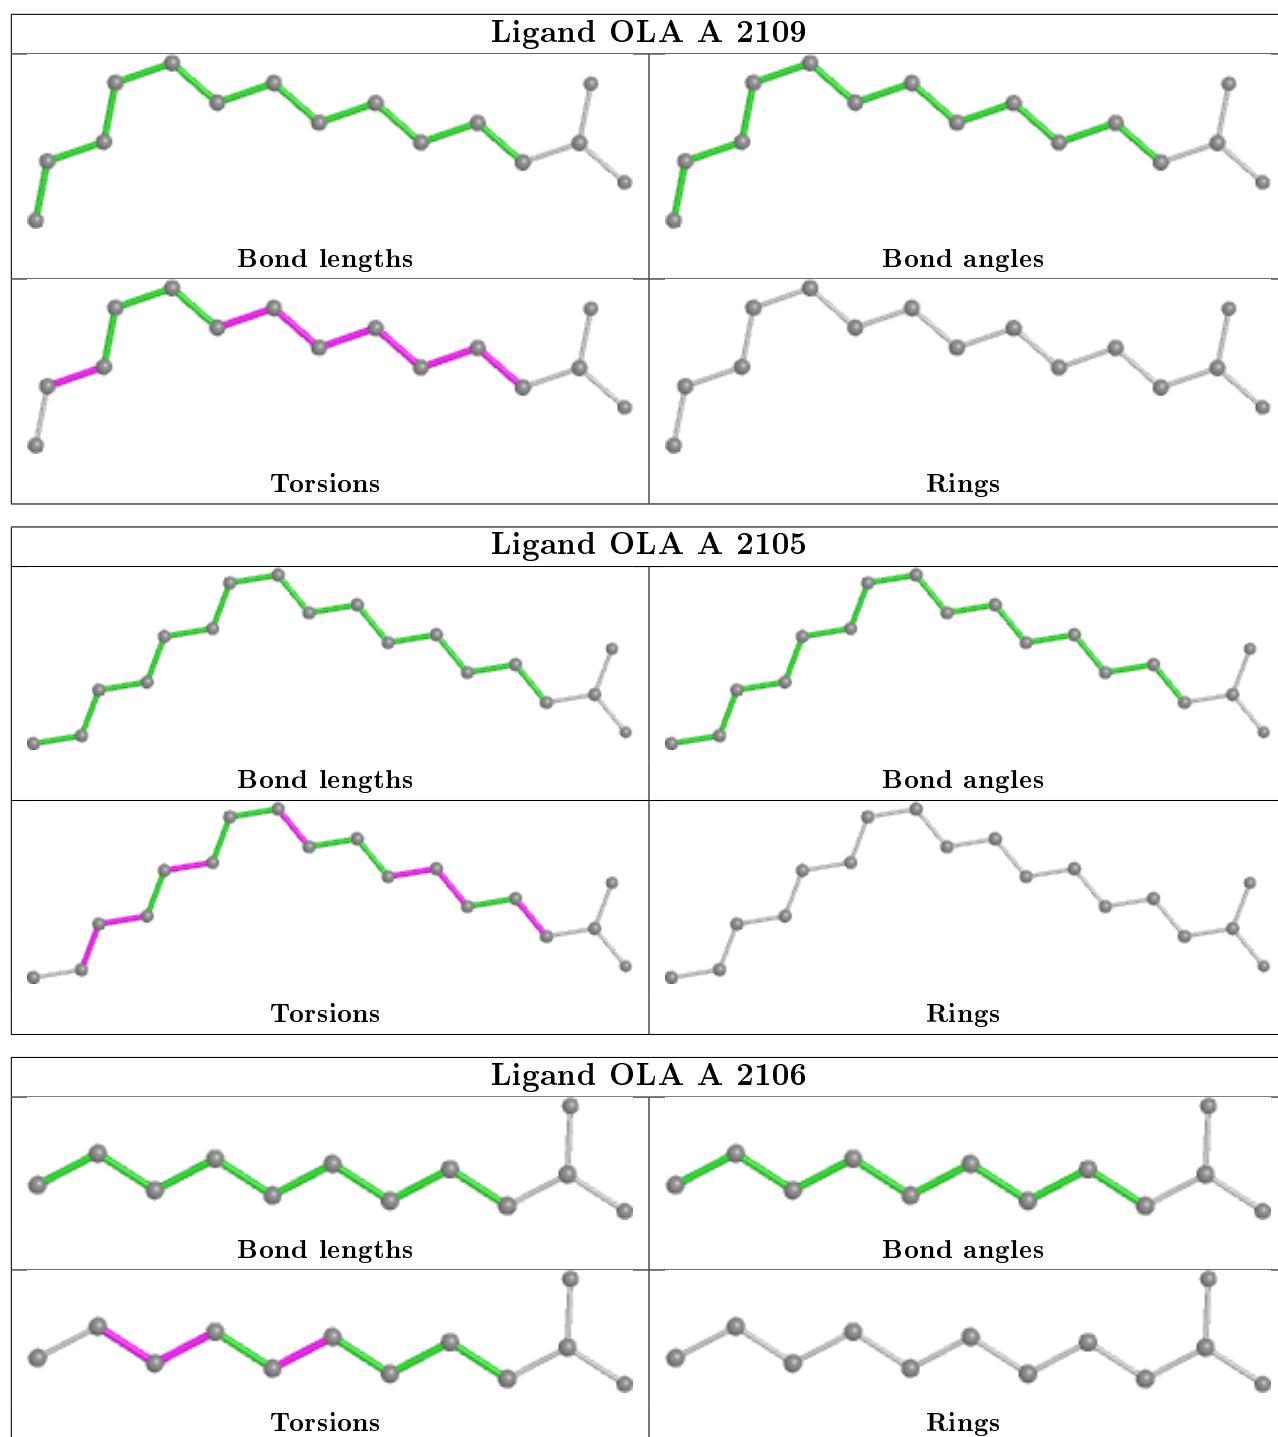 Ligand OLA A 2109
Bond lengths
Bond angles
Torsions
Rings
Ligand OLA A 2105
Bond lengths
Bond angles
Torsions
Rings
Ligand OLA A 2106
Bond lengths
Bond angles
Torsions
Rings